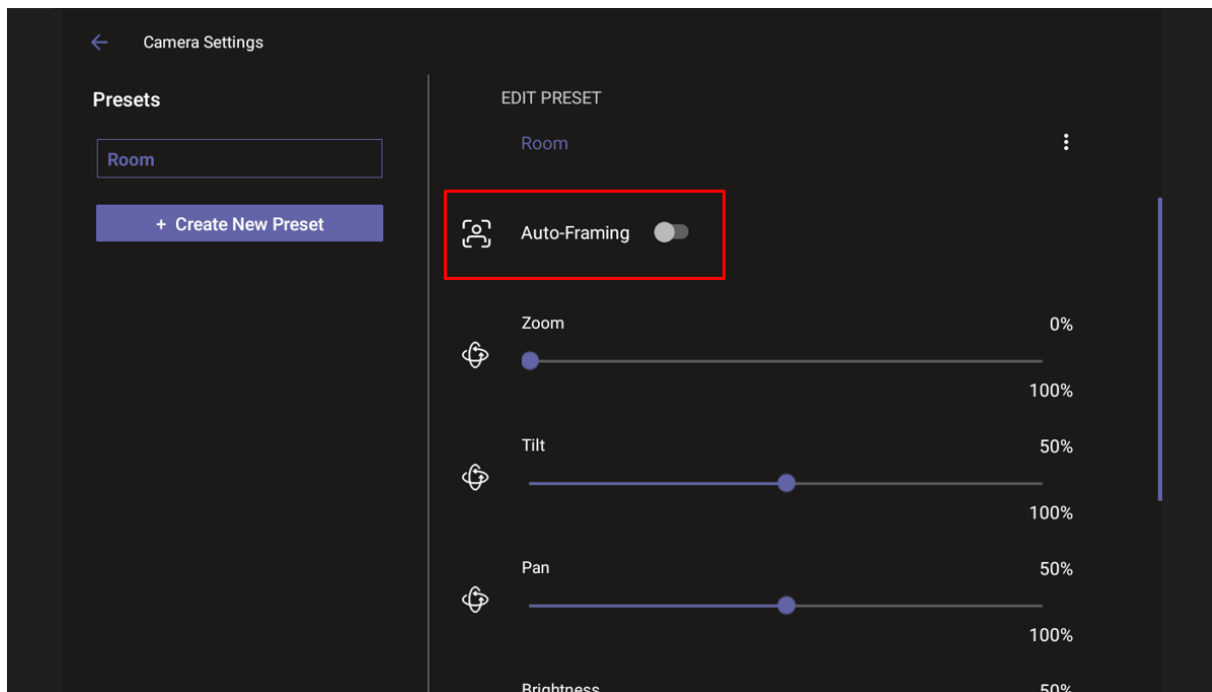 Camera Settings
Presets
Room
+ Create New Preset
EDIT PRESET
Room
Auto-Framing
Zoom 0%
100%
Tilt 50%
100%
Pan 50%
100%
Brightness 50%